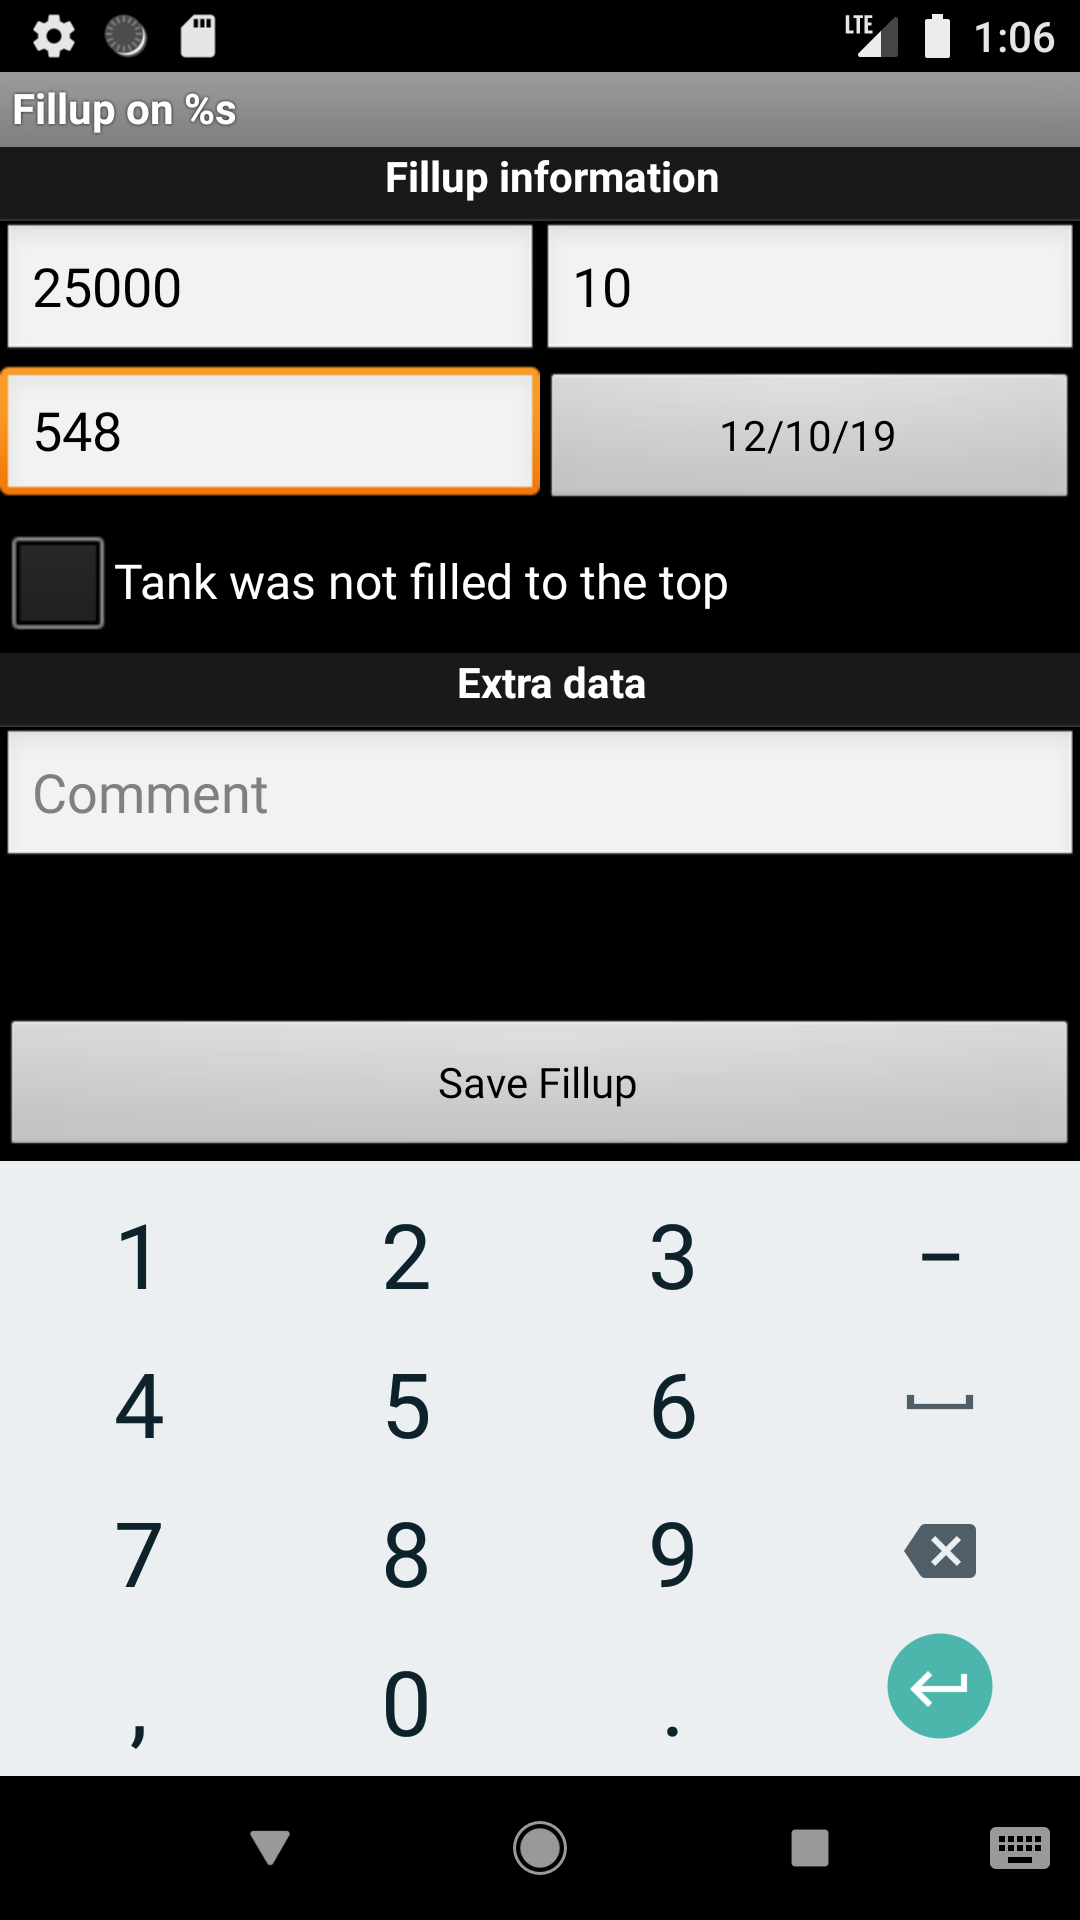 LTE 1:06
Fillup on %s
Fillup information
25000 10
548 12/10/19
Tank was not filled to the top
Extra data
Comment
Save Fillup
1 2 3 –
4 5 6
7 8 9
, 0 .